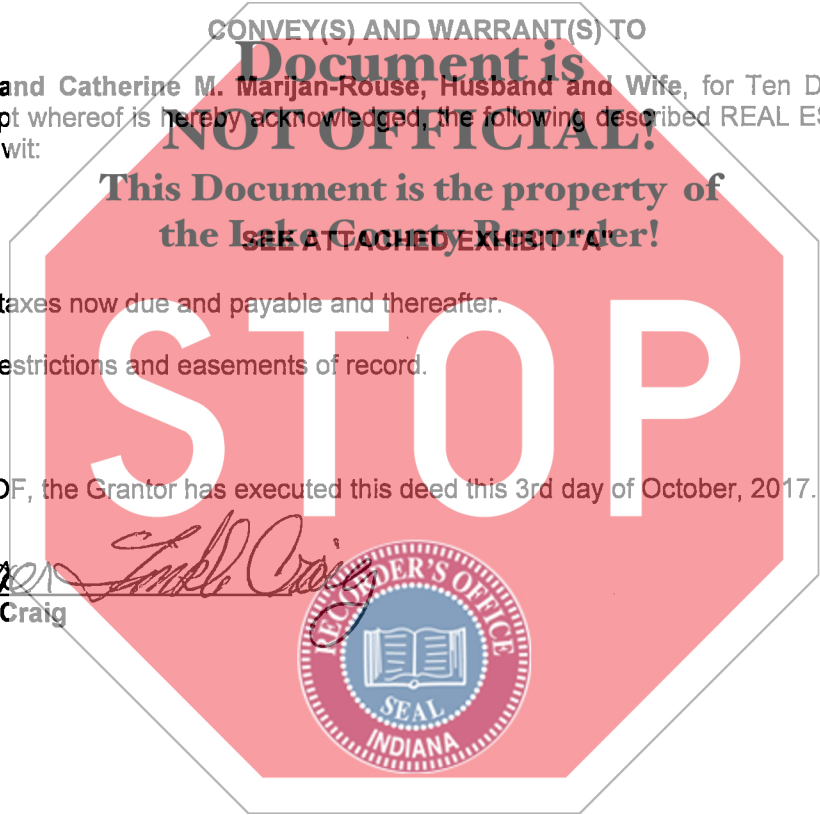 CONVEY(S) AND WARRANT(S) TO
Document is
and Catherine M. Marijan-Rouse, Husband and Wife, for Ten D
pt whereof is hereby acknowledged, the following described REAL ES
NOT OFFICIAL!
wit:
This Document is the property of
the Lake County Recorder!
SEE ATTACHED EXHIBIT "A"
taxes now due and payable and thereafter.
estrictions and easements of record.
STOP
OF, the Grantor has executed this deed this 3rd day of October, 2017.
Craig
Craig
RECORDER'S OFFICE
SEAL
INDIANA